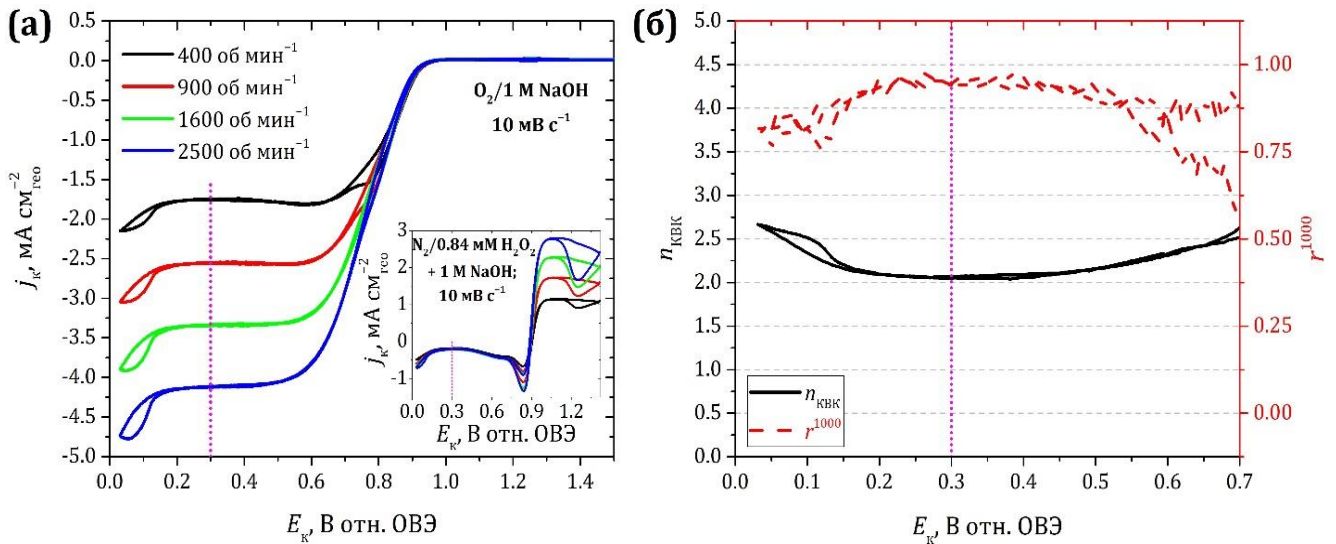 (а)
0.5
0.0
-0.5
-1.0
-1.5
-2.0
-2.5
-3.0
-3.5
-4.0
-4.5
-5.0
jк, мА см⁻²гео
400 об мин⁻¹
900 об мин⁻¹
1600 об мин⁻¹
2500 об мин⁻¹
O₂/1 М NaOH
10 мВ с⁻¹
3
2
1
0
-1
jк, мА см⁻²гео
N₂/0.84 мМ H₂O₂
+ 1 М NaOH;
10 мВ с⁻¹
0.0 0.3 0.6 0.9 1.2
Eк, В отн. ОВЭ
0.0 0.2 0.4 0.6 0.8 1.0 1.2 1.4
Eк, В отн. ОВЭ
(б)
5.0
4.5
4.0
3.5
3.0
2.5
2.0
1.5
1.0
0.5
0.0
nКВК
nКВК
r¹⁰⁰⁰
1.00
0.75
0.50
0.25
0.00
r¹⁰⁰⁰
0.0 0.1 0.2 0.3 0.4 0.5 0.6 0.7
Eк, В отн. ОВЭ